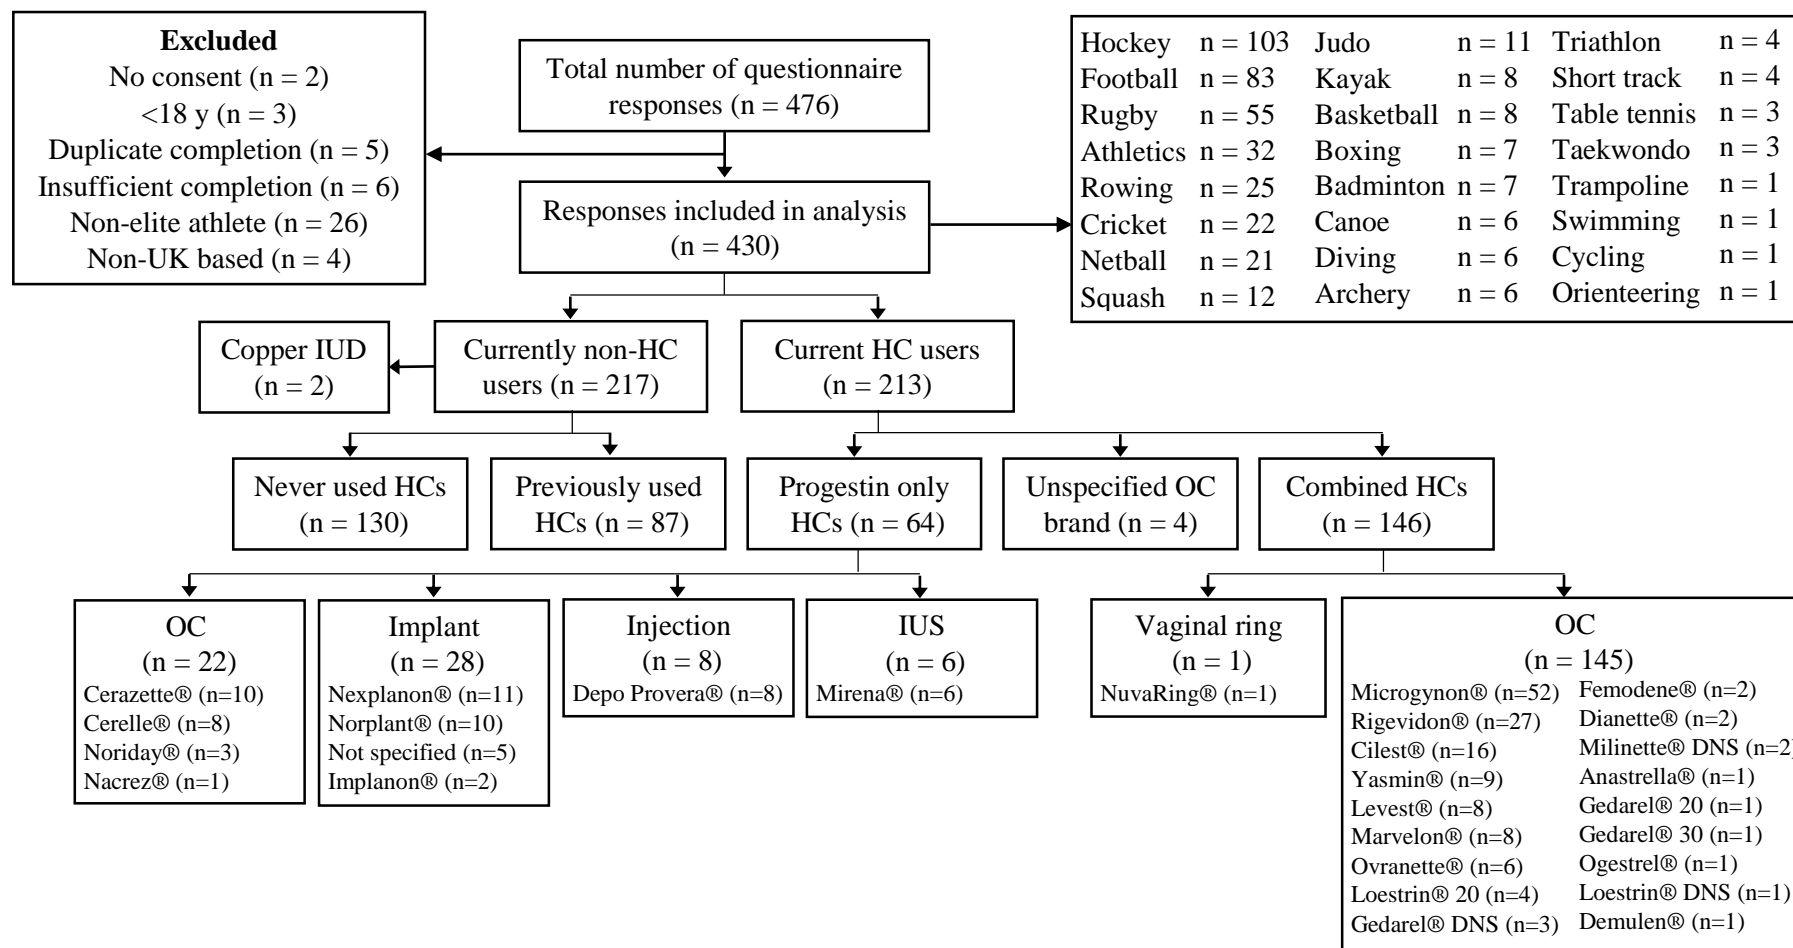 Excluded
No consent (n = 2)
<18 y (n = 3)
Duplicate completion (n = 5)
Insufficient completion (n = 6)
Non-elite athlete (n = 26)
Non-UK based (n = 4)
Total number of questionnaire
responses (n = 476)
Responses included in analysis
(n = 430)
Hockey n = 103 Judo n = 11 Triathlon n = 4
Football n = 83 Kayak n = 8 Short track n = 4
Rugby n = 55 Basketball n = 8 Table tennis n = 3
Athletics n = 32 Boxing n = 7 Taekwondo n = 3
Rowing n = 25 Badminton n = 7 Trampoline n = 1
Cricket n = 22 Canoe n = 6 Swimming n = 1
Netball n = 21 Diving n = 6 Cycling n = 1
Squash n = 12 Archery n = 6 Orienteering n = 1
Copper IUD
(n = 2)
Currently non-HC
users (n = 217)
Current HC users
(n = 213)
Never used HCs
(n = 130)
Previously used
HCs (n = 87)
Progestin only
HCs (n = 64)
Unspecified OC
brand (n = 4)
Combined HCs
(n = 146)
OC
(n = 22)
Cerazette® (n=10)
Cerelle® (n=8)
Noriday® (n=3)
Nacrez® (n=1)
Implant
(n = 28)
Nexplanon® (n=11)
Norplant® (n=10)
Not specified (n=5)
Implanon® (n=2)
Injection
(n = 8)
Depo Provera® (n=8)
IUS
(n = 6)
Mirena® (n=6)
Vaginal ring
(n = 1)
NuvaRing® (n=1)
OC
(n = 145)
Microgynon® (n=52)
Rigevidon® (n=27)
Cilest® (n=16)
Yasmin® (n=9)
Levest® (n=8)
Marvelon® (n=8)
Ovranette® (n=6)
Loestrin® 20 (n=4)
Gedarel® DNS (n=3)
Femodene® (n=2)
Dianette® (n=2)
Milinette® DNS (n=2)
Anastrella® (n=1)
Gedarel® 20 (n=1)
Gedarel® 30 (n=1)
Ogestrel® (n=1)
Loestrin® DNS (n=1)
Demulen® (n=1)